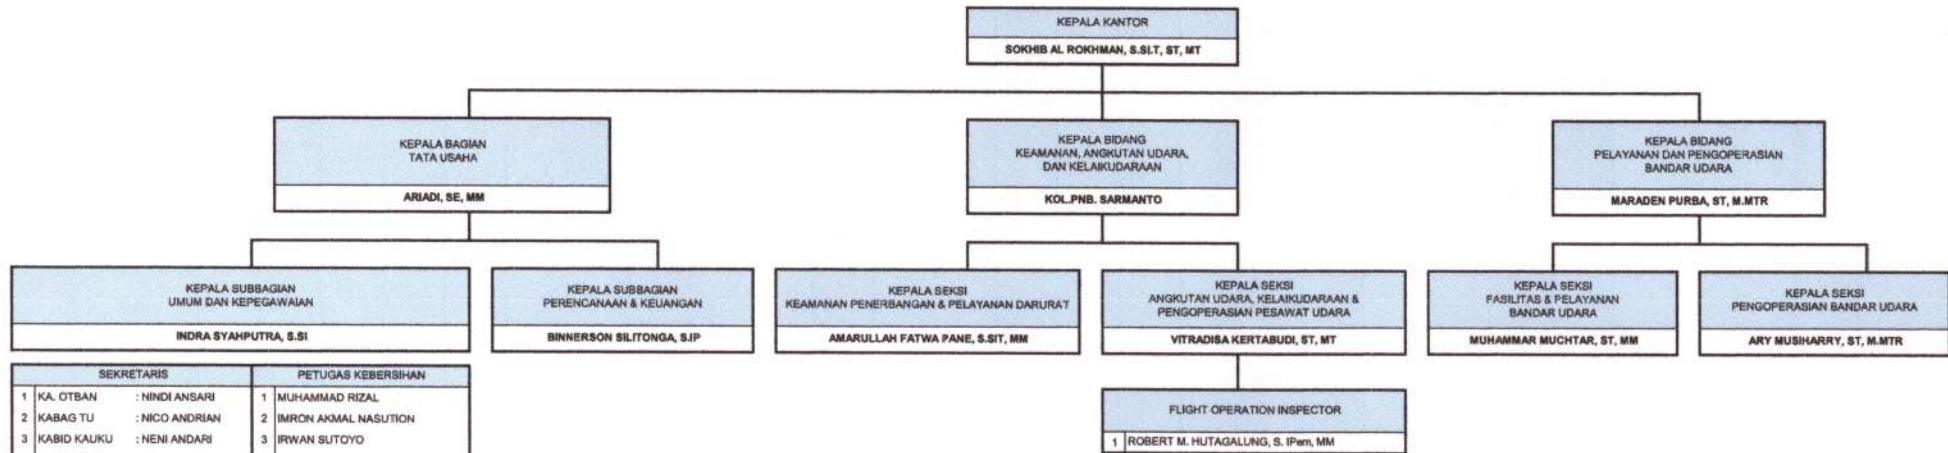 KEPALA KANTOR
SOKHIB AL ROKHMAN, S.SI.T, ST, MT
KEPALA BAGIAN
TATA USAHA
ARIADI, SE, MM
KEPALA BIDANG
KEAMANAN, ANGKUTAN UDARA,
DAN KELAIKUDARAAN
KOL.PNB. SARMANTO
KEPALA BIDANG
PELAYANAN DAN PENGOPERASIAN
BANDAR UDARA
MARADEN PURBA, ST, M.MTR
KEPALA SUBBAGIAN
UMUM DAN KEPEGAWAIAN
INDRA SYAHPUTRA, S.SI
KEPALA SUBBAGIAN
PERENCANAAN & KEUANGAN
BINNERSON SILITONGA, S.IP
KEPALA SEKSI
KEAMANAN PENERBANGAN & PELAYANAN DARURAT
AMARULLAH FATWA PANE, S.SIT, MM
KEPALA SEKSI
ANGKUTAN UDARA, KELAIKUDARAAN &
PENGOPERASIAN PESAWAT UDARA
VITRADISA KERTABUDI, ST, MT
KEPALA SEKSI
FASILITAS & PELAYANAN
BANDAR UDARA
MUHAMMAR MUCHTAR, ST, MM
KEPALA SEKSI
PENGOPERASIAN BANDAR UDARA
ARY MUSIHARRY, ST, M.MTR
SEKRETARIS
1 KA. OTBAN : NINDI ANSARI
2 KABAG TU : NICO ANDRIAN
3 KABID KAUKU : NENI ANDARI
PETUGAS KEBERSIHAN
1 MUHAMMAD RIZAL
2 IMRON AKMAL NASUTION
3 IRWAN SUTOYO
FLIGHT OPERATION INSPECTOR
1 ROBERT M. HUTAGALUNG, S. IPem, MM